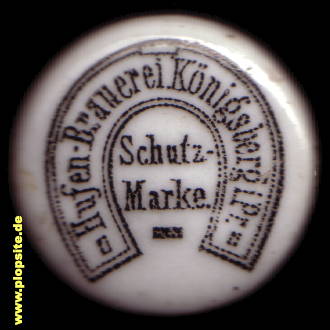 Hufen-Brauerei Königsberg i/Pr.
Schutz-
Marke.
www.plopsite.de